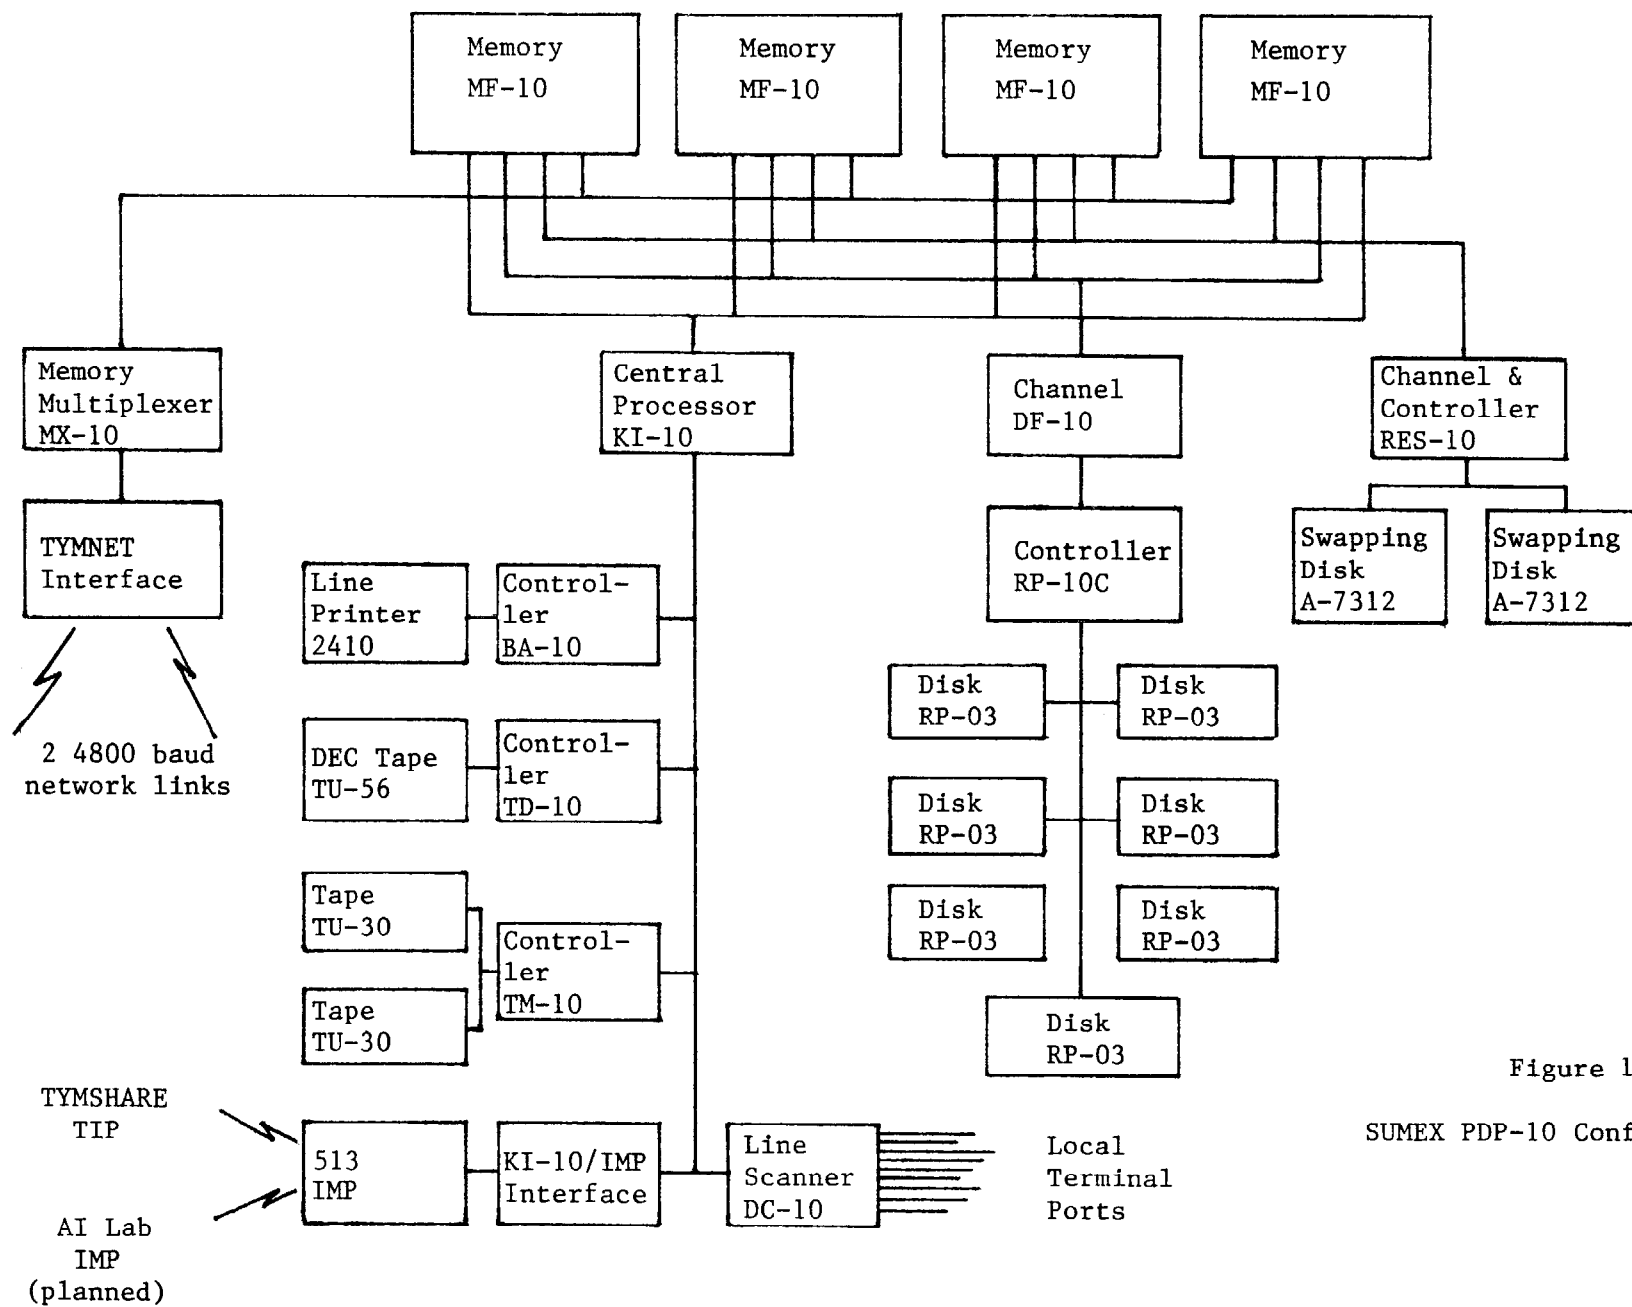 Memory
MF-10
Memory
MF-10
Memory
MF-10
Memory
MF-10
Memory
Multiplexer
MX-10
Central
Processor
KI-10
Channel
DF-10
Channel &
Controller
RES-10
TYMNET
Interface
Controller
RP-10C
Swapping
Disk
A-7312
Swapping
Disk
A-7312
2 4800 baud
network links
Line
Printer
2410
Control-
ler
BA-10
DEC Tape
TU-56
Control-
ler
TD-10
Tape
TU-30
Tape
TU-30
Control-
ler
TM-10
Disk
RP-03
Disk
RP-03
Disk
RP-03
Disk
RP-03
Disk
RP-03
Disk
RP-03
Disk
RP-03
TYMSHARE
TIP
AI Lab
IMP
(planned)
513
IMP
KI-10/IMP
Interface
Line
Scanner
DC-10
Local
Terminal
Ports
Figure 1
SUMEX PDP-10 Conf